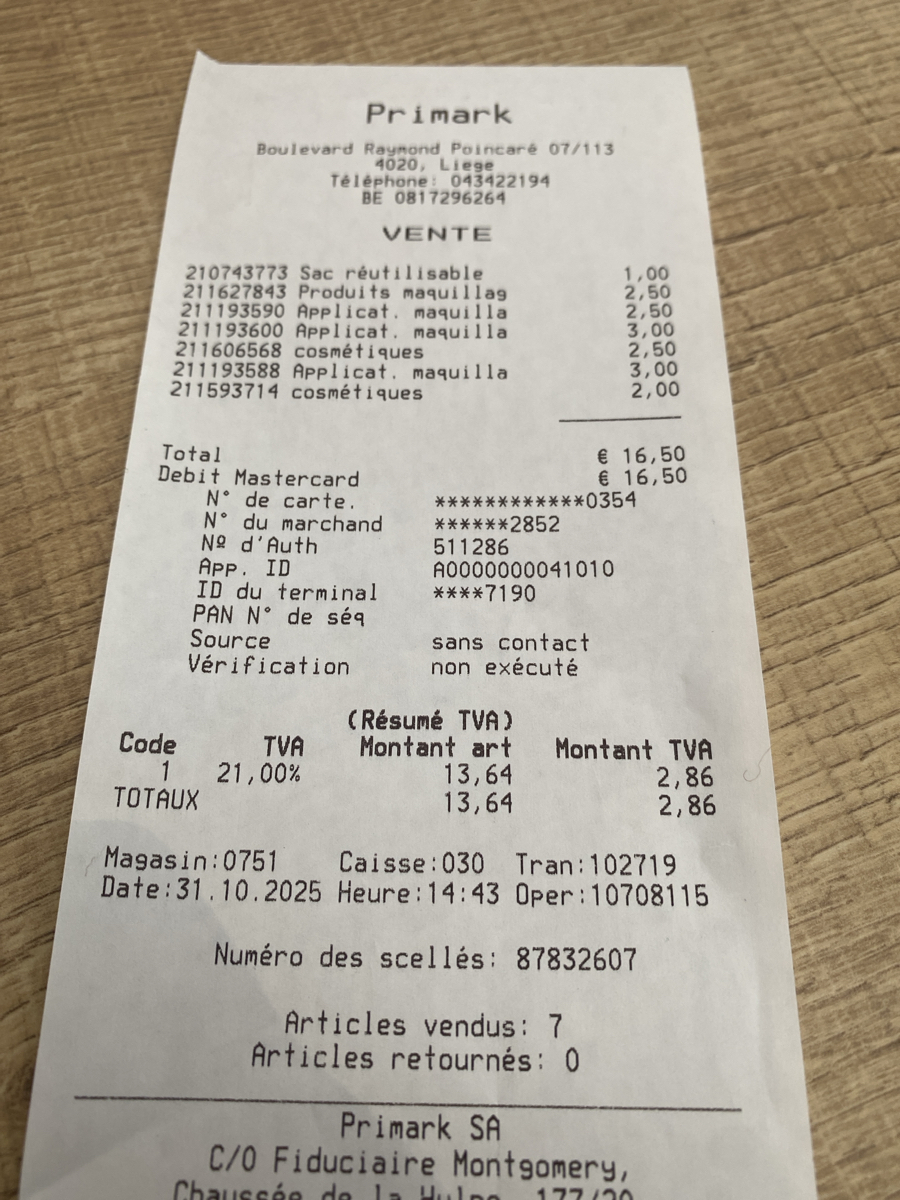 Primark
Boulevard Raymond Poincaré 07/113
4020, Liege
Téléphone: 043422194
BE 0817296264
VENTE
210743773 Sac réutilisable 1,00
211627843 Produits maquillag 2,50
211193590 Applicat. maquilla 2,50
211193600 Applicat. maquilla 3,00
211606568 cosmétiques 2,50
211193588 Applicat. maquilla 3,00
211593714 cosmétiques 2,00
Total € 16,50
Debit Mastercard € 16,50
N° de carte. ************0354
N° du marchand ******2852
Nº d'Auth 511286
App. ID A0000000041010
ID du terminal ****7190
PAN N° de séq
Source sans contact
Vérification non exécuté
(Résumé TVA)
Code TVA Montant art Montant TVA
1 21,00% 13,64 2,86
TOTAUX 13,64 2,86
Magasin:0751 Caisse:030 Tran:102719
Date:31.10.2025 Heure:14:43 Oper:10708115
Numéro des scellés: 87832607
Articles vendus: 7
Articles retournés: 0
Primark SA
C/O Fiduciaire Montgomery,
Chaussée de la Hulpe 177/20